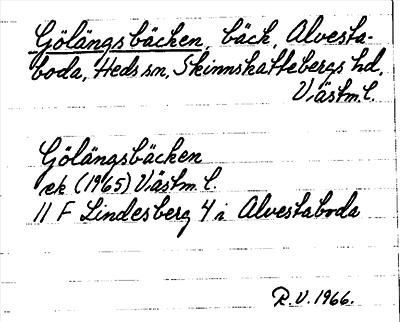 Gölängsbäcken, bäck, Alvesta-
boda, Heds sn, Skinnskattebergs hd,
Västm. l.
Gölängsbäcken
ek (1965) Västm. l.
11 F Lindesberg 4 i Alvestaboda
R.V. 1966.